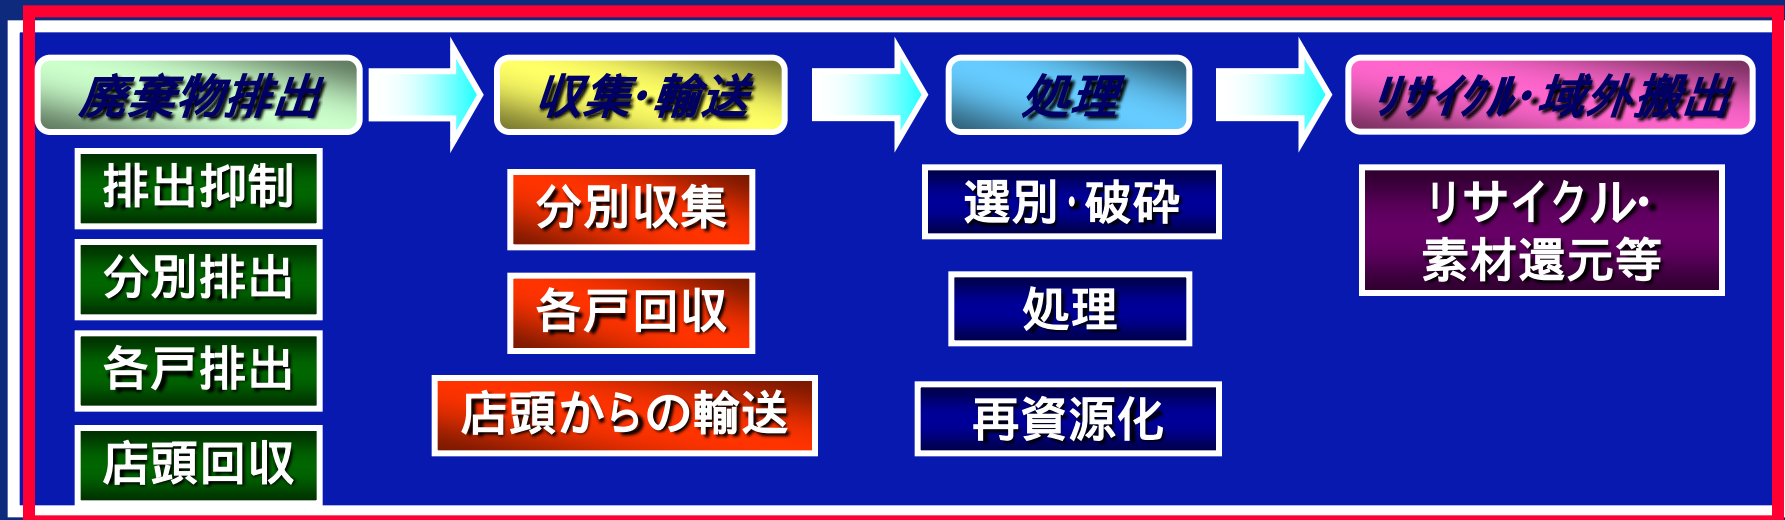 廃棄物排出
排出抑制
分別排出
各戸排出
店頭回収
収集・輸送
分別収集
各戸回収
店頭からの輸送
処理
選別・破砕
処理
再資源化
ﾘｻｲｸﾙ・域外搬出
リサイクル・
素材還元等